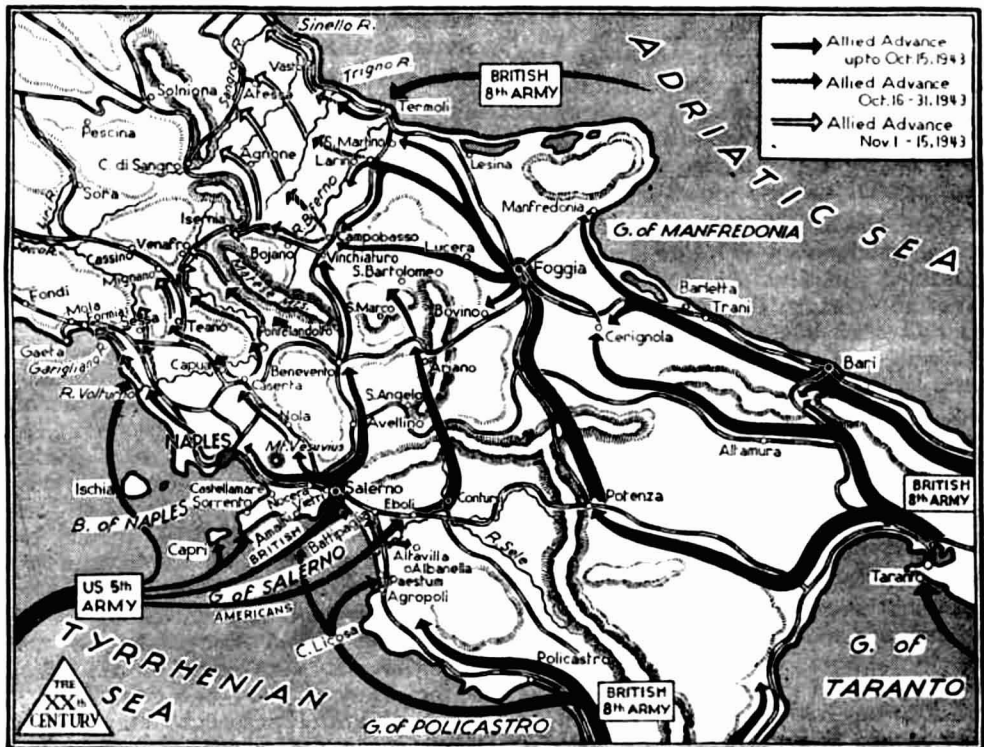 Allied Advance
up to Oct. 15, 1943
Allied Advance
Oct. 16 - 31, 1943
Allied Advance
Nov. 1 - 15, 1943
ADRIATIC SEA
Sinello R.
Vasto
Trigno R.
BRITISH
8th ARMY
Termoli
Sangro R.
Atessa
Solmona
Pescina
C. di Sangro
Agnone
S. Martino
Larino
Lesina
Sora
Isernia
R. Biferno
Manfredonia
G. of MANFREDONIA
Cassino
Venafro
Bojano
Campobasso
Vinchiaturo
Lucera
Foggia
Mignano
S. Bartolomeo
Barletta
Trani
Fondi
Mola
Formia
Sessa
Teano
Pontelandolfo
S. Marco
Bovino
Cerignola
Gaeta
Garigliano R.
Capua
Benevento
Ariano
Bari
R. Volturno
Caserta
S. Angelo
Nola
Avellino
NAPLES
Mt. Vesuvius
Altamura
Ischia
Castellamare
Nocera
Vietri
Salerno
Eboli
Contursi
Potenza
BRITISH
8th ARMY
B. of NAPLES
Sorrento
Amalfi
BRITISH
Battipaglia
R. Sele
Capri
Altavilla
Albanella
Taranto
US 5th
ARMY
G. of SALERNO
AMERICANS
Paestum
Agropoli
TYRRHENIAN
SEA
C. Licosa
Policastro
G. of
TARANTO
BRITISH
8th ARMY
THE
XXth
CENTURY
G. of POLICASTRO